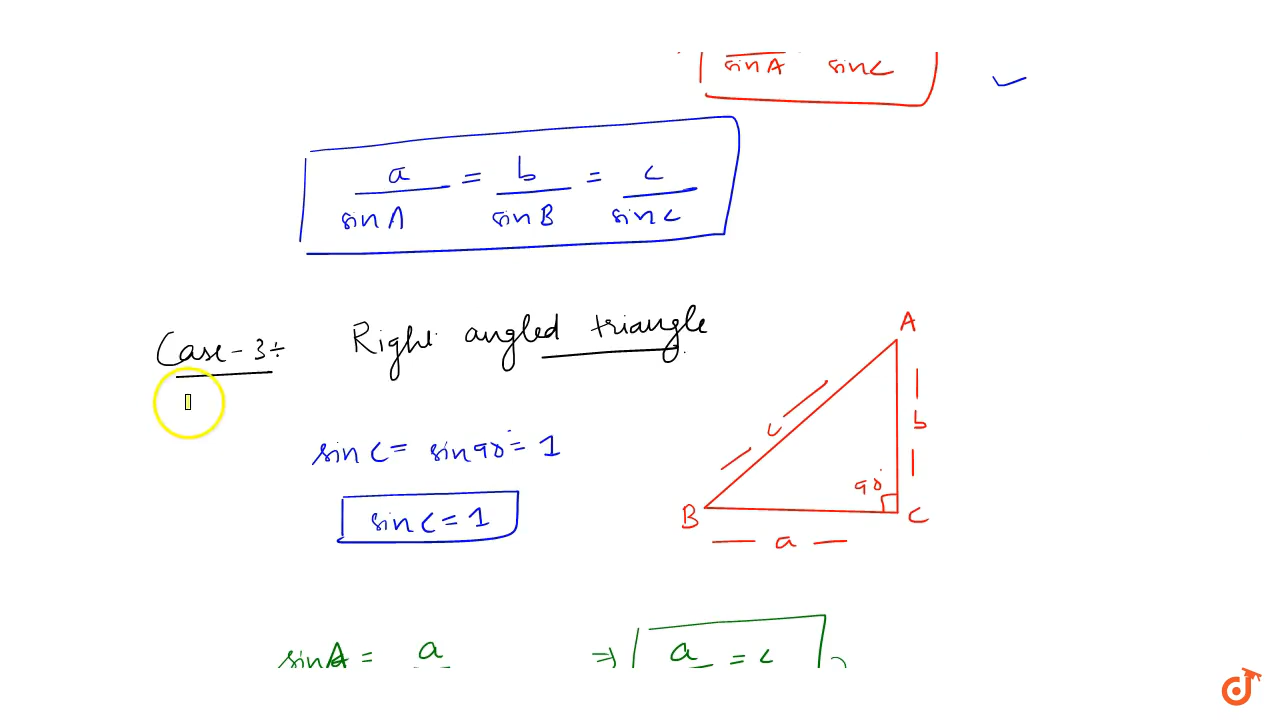 sinA sinC
a/sinA = b/sinB = c/sinC
Case-3÷ Right angled triangle
A
b
c
sinC = sin90° = 1
90°
B C
sinC = 1
a
sinA = a ⇒ a = c